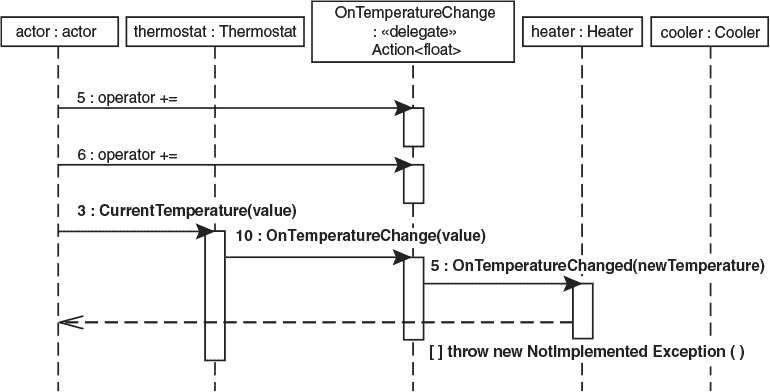 actor : actor
thermostat : Thermostat
OnTemperatureChange
: «delegate»
Action<float>
heater : Heater
cooler : Cooler
5 : operator +=
6 : operator +=
3 : CurrentTemperature(value)
10 : OnTemperatureChange(value)
5 : OnTemperatureChanged(newTemperature)
[ ] throw new NotImplemented Exception ( )